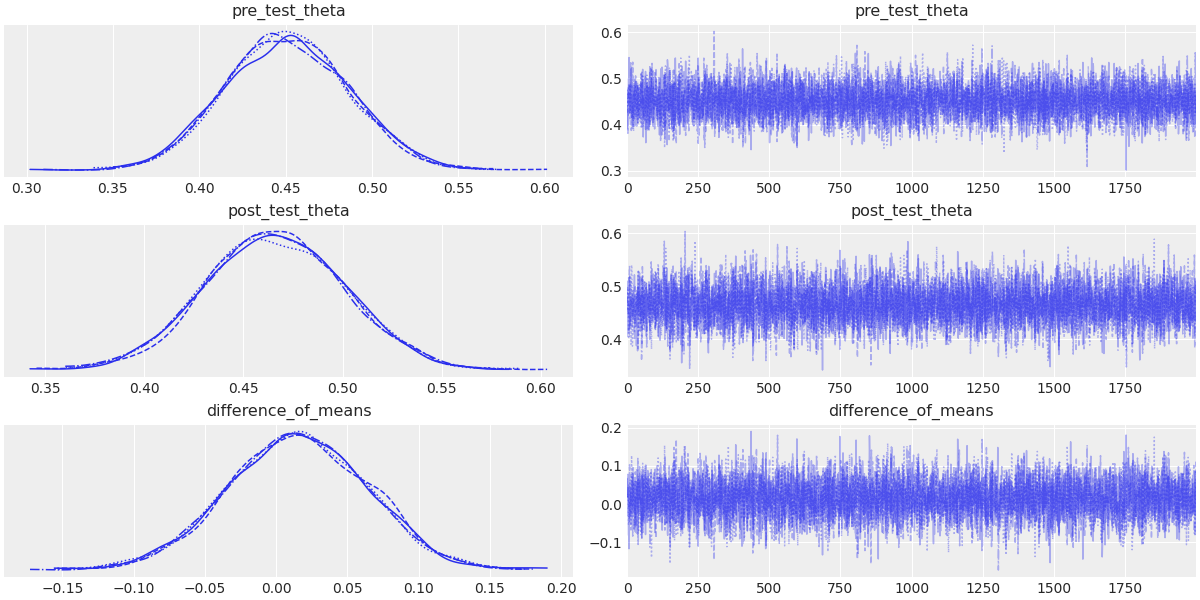 pre_test_theta
0.30 0.35 0.40 0.45 0.50 0.55 0.60
pre_test_theta
0.6
0.5
0.4
0.3
0 250 500 750 1000 1250 1500 1750
post_test_theta
0.35 0.40 0.45 0.50 0.55 0.60
post_test_theta
0.6
0.5
0.4
0 250 500 750 1000 1250 1500 1750
difference_of_means
−0.15 −0.10 −0.05 0.00 0.05 0.10 0.15 0.20
difference_of_means
0.2
0.1
0.0
−0.1
0 250 500 750 1000 1250 1500 1750